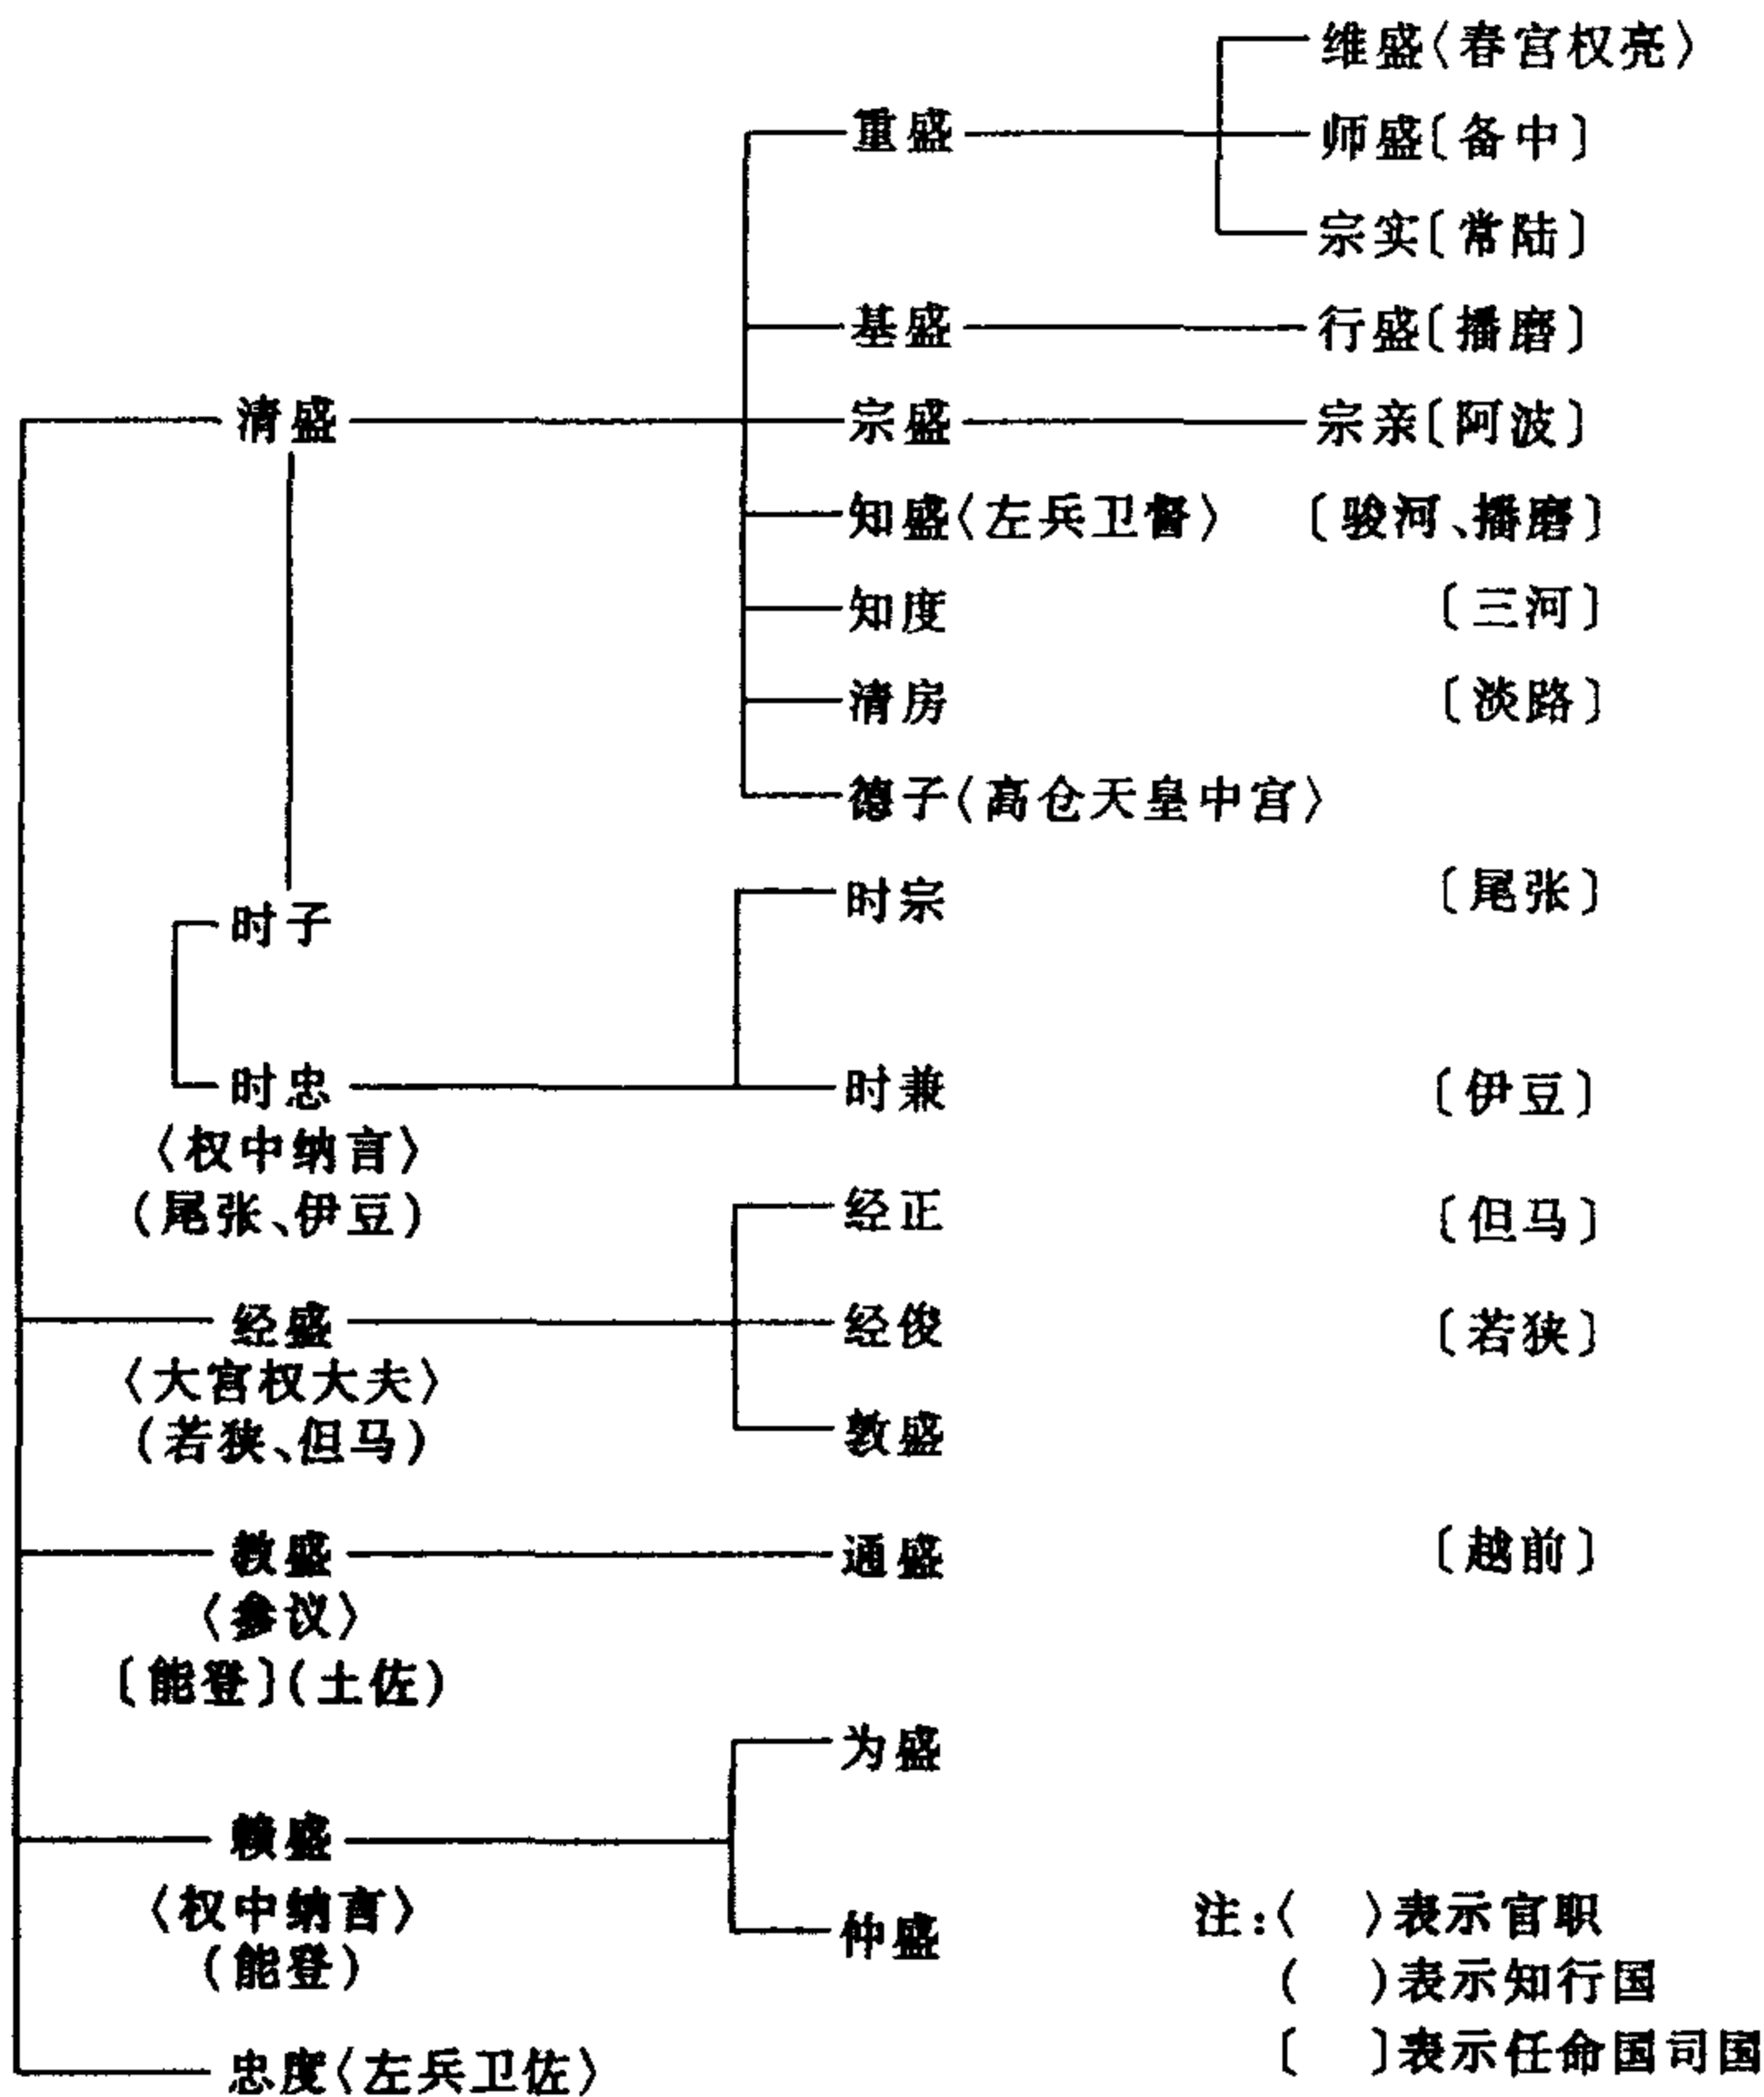 维盛〈春宫权亮〉
重盛
师盛〔备中〕
宗实〔常陆〕
基盛 行盛〔播磨〕
清盛 宗盛 宗亲〔阿波〕
知盛〈左兵卫督〉〔骏河、播磨〕
知度 〔三河〕
清房 〔淡路〕
德子〈高仓天皇中宫〉
时宗 〔尾张〕
时子
时忠 时兼 〔伊豆〕
〈权中纳言〉
(尾张、伊豆)
经正 〔但马〕
经盛 经俊 〔若狭〕
〈大宫权大夫〉
(若狭、但马)
敦盛
教盛 通盛 〔越前〕
〈参议〉
〔能登〕(土佐)
为盛
赖盛
〈权中纳言〉
(能登)
仲盛
忠度〈左兵卫佐〉
注:〈 〉表示官职
( )表示知行国
〔 〕表示任命国司国